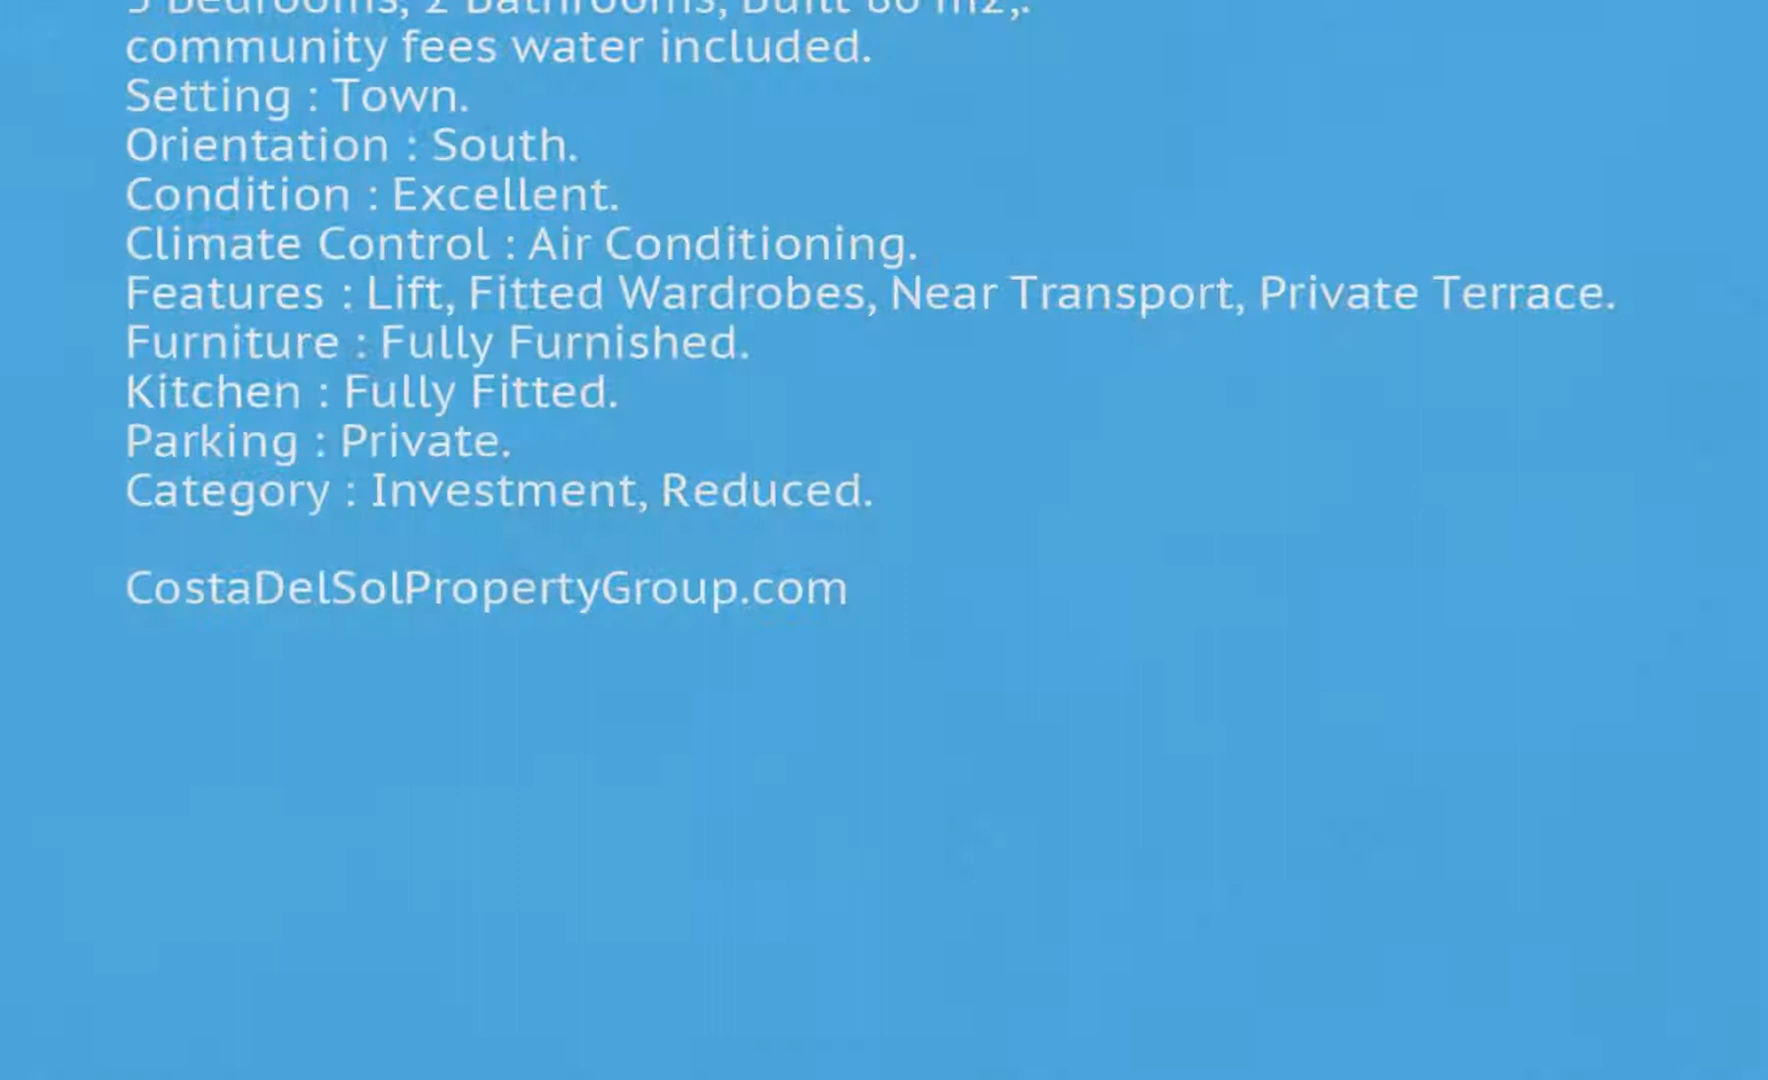 Bedrooms, 2 Bathrooms, Built m2,.
community fees water included.
Setting : Town.
Orientation : South.
Condition : Excellent.
Climate Control : Air Conditioning.
Features : Lift, Fitted Wardrobes, Near Transport, Private Terrace.
Furniture : Fully Furnished.
Kitchen : Fully Fitted.
Parking : Private.
Category : Investment, Reduced.
CostaDelSolPropertyGroup.com